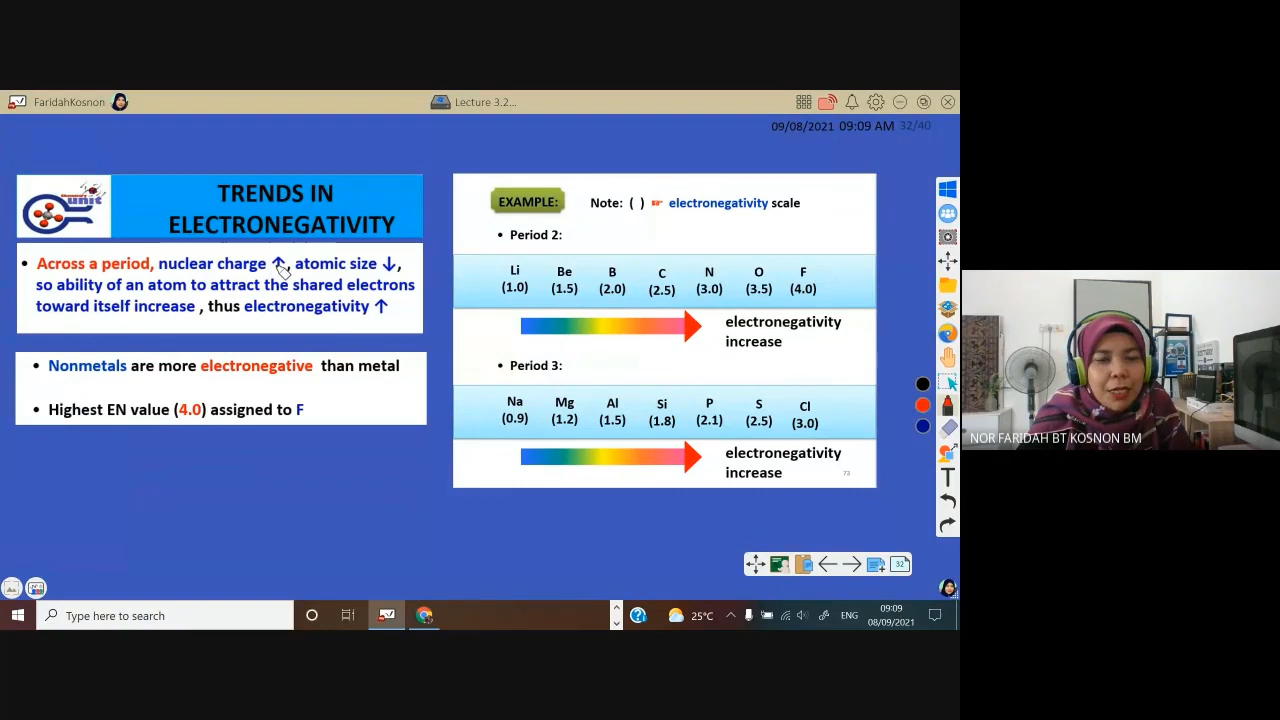 FaridahKosnon
Lecture 3.2...
09/08/2021 09:09 AM 32/40
unit
TRENDS IN
ELECTRONEGATIVITY
• Across a period, nuclear charge ↑, atomic size ↓,
so ability of an atom to attract the shared electrons
toward itself increase , thus electronegativity ↑
• Nonmetals are more electronegative than metal
• Highest EN value (4.0) assigned to F
EXAMPLE:
Note: ( ) ☛ electronegativity scale
• Period 2:
Li Be B C N O F
(1.0) (1.5) (2.0) (2.5) (3.0) (3.5) (4.0)
electronegativity
increase
• Period 3:
Na Mg Al Si P S Cl
(0.9) (1.2) (1.5) (1.8) (2.1) (2.5) (3.0)
electronegativity
increase
73
T
32
NOR FARIDAH BT KOSNON BM
Type here to search
25°C
ENG
09:09
08/09/2021